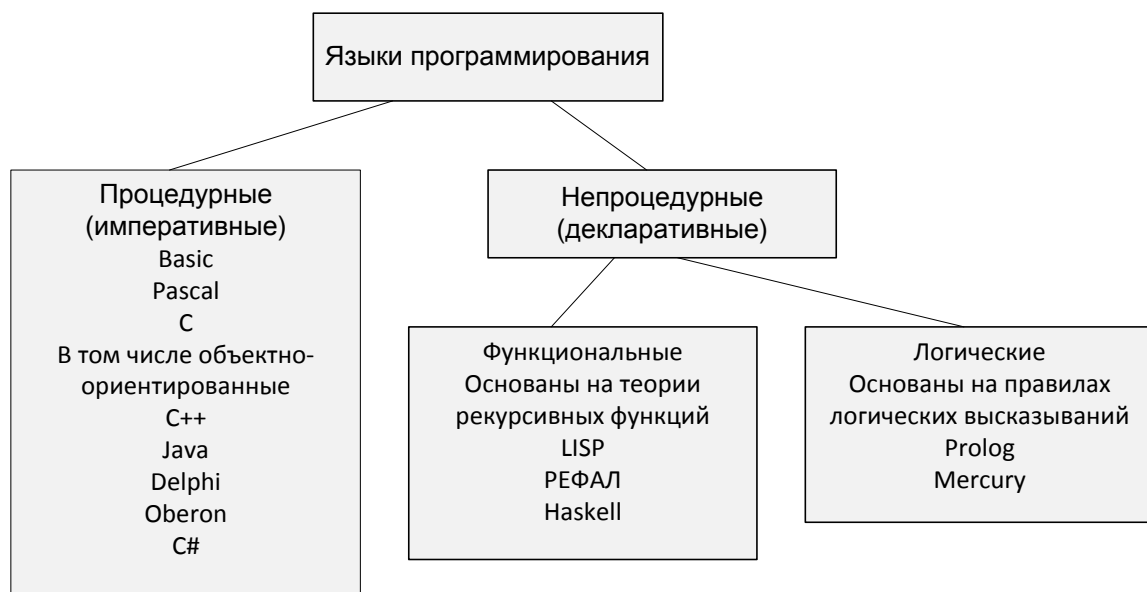 Языки программирования
Процедурные
(императивные)
Basic
Pascal
C
В том числе объектно-
ориентированные
C++
Java
Delphi
Oberon
C#
Непроцедурные
(декларативные)
Функциональные
Основаны на теории
рекурсивных функций
LISP
РЕФАЛ
Haskell
Логические
Основаны на правилах
логических высказываний
Prolog
Mercury